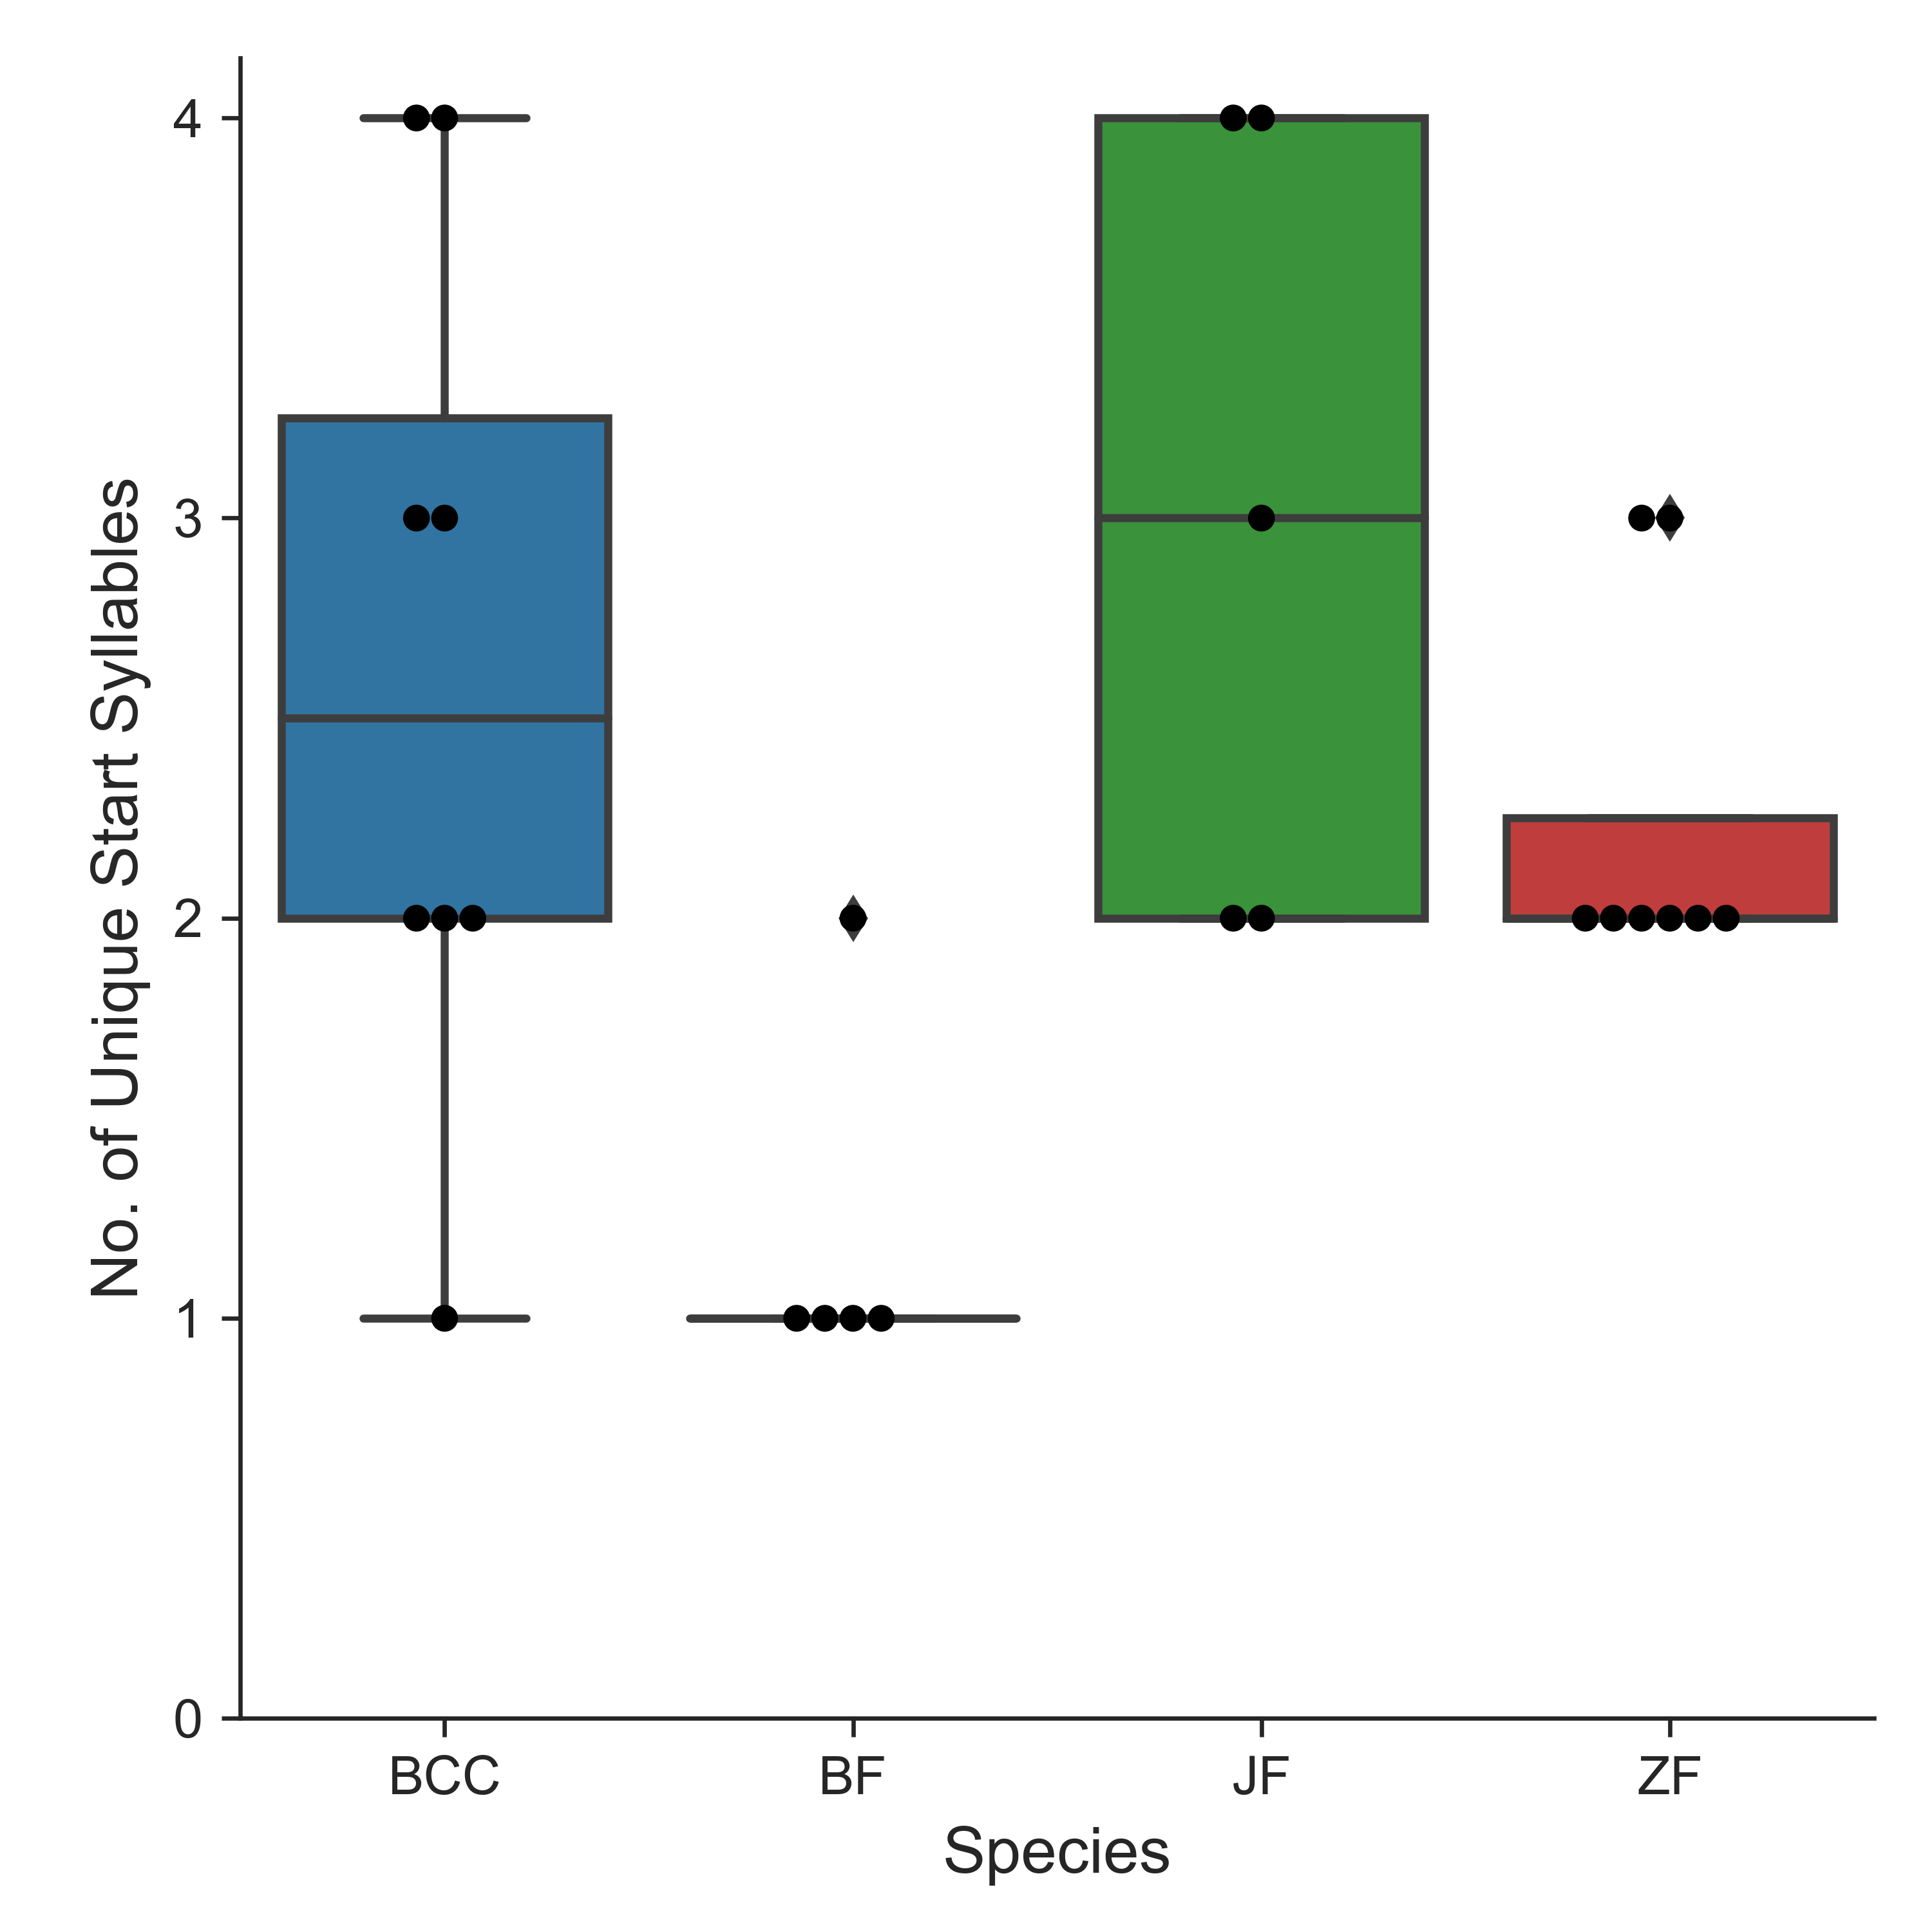 No. of Unique Start Syllables
4
3
2
1
0
BCC BF JF ZF
Species